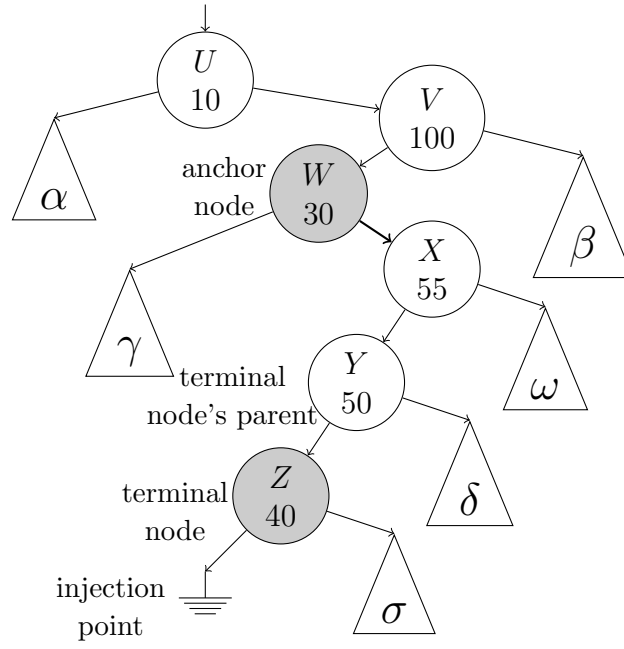 U
10
V
100
α
anchor
node
W
30
β
X
55
γ
terminal
node's parent
Y
50
ω
terminal
node
Z
40
δ
injection
point
σ